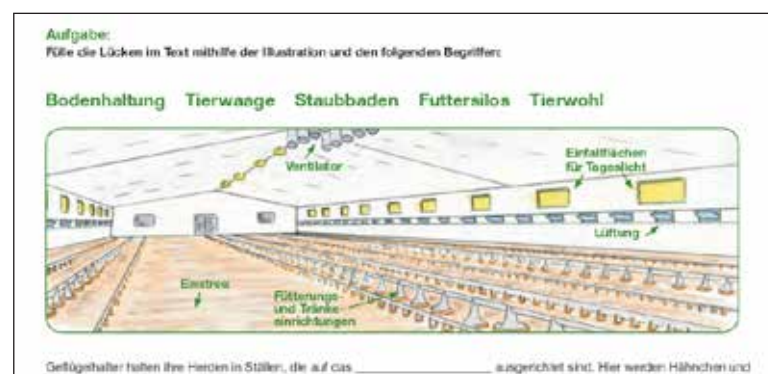 Aufgabe:
Fülle die Lücken im Text mithilfe der Illustration und den folgenden Begriffen:
Bodenhaltung Tierwaage Staubbaden Futtersilos Tierwohl
Ventilator
Einfallflächen
für Tageslicht
Lüftung
Einstreu
Fütterungs-
und Tränke-
einrichtungen
Geflügelhalter halten ihre Herden in Ställen, die auf das ____________________ ausgerichtet sind. Hier werden Hähnchen und